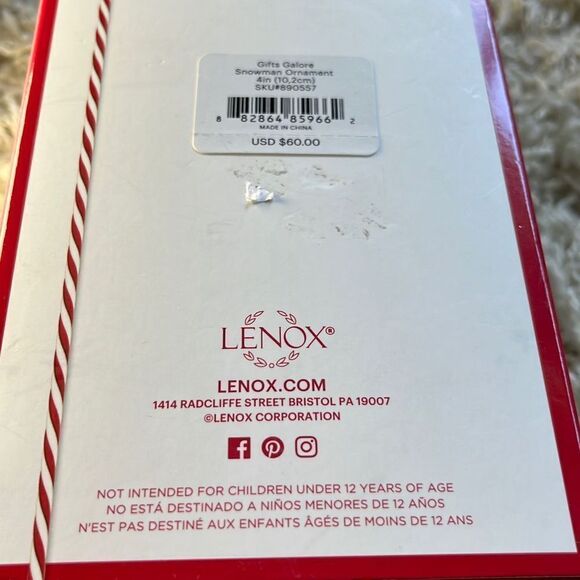 Gifts Galore
Snowman Ornament
4in (10,2cm)
SKU#890557
8 82864 85966 2
MADE IN CHINA
USD $60.00
LENOX®
LENOX.COM
1414 RADCLIFFE STREET BRISTOL PA 19007
©LENOX CORPORATION
NOT INTENDED FOR CHILDREN UNDER 12 YEARS OF AGE
NO ESTÁ DESTINADO A NIÑOS MENORES DE 12 AÑOS
N'EST PAS DESTINÉ AUX ENFANTS ÂGÉS DE MOINS DE 12 ANS